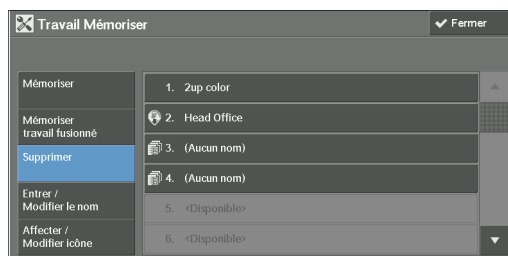 Travail Mémoriser
Fermer
Mémoriser
Mémoriser
travail fusionné
Supprimer
Entrer /
Modifier le nom
Affecter /
Modifier icône
1. 2up color
2. Head Office
3. (Aucun nom)
4. (Aucun nom)
5. <Disponible>
6. <Disponible>